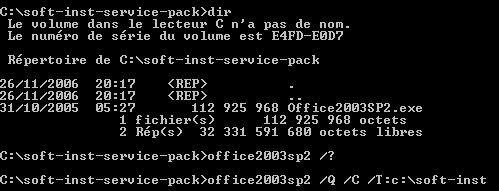 C:\soft-inst-service-pack>dir
Le volume dans le lecteur C n'a pas de nom.
Le numéro de série du volume est E4FD-E0D7
Répertoire de C:\soft-inst-service-pack
26/11/2006 20:17 <REP> .
26/11/2006 20:17 <REP> ..
31/10/2005 05:27 112 925 968 Office2003SP2.exe
1 fichier(s) 112 925 968 octets
2 Rép(s) 32 331 591 680 octets libres
C:\soft-inst-service-pack>office2003sp2 /?
C:\soft-inst-service-pack>office2003sp2 /Q /C /T:c:\soft-inst